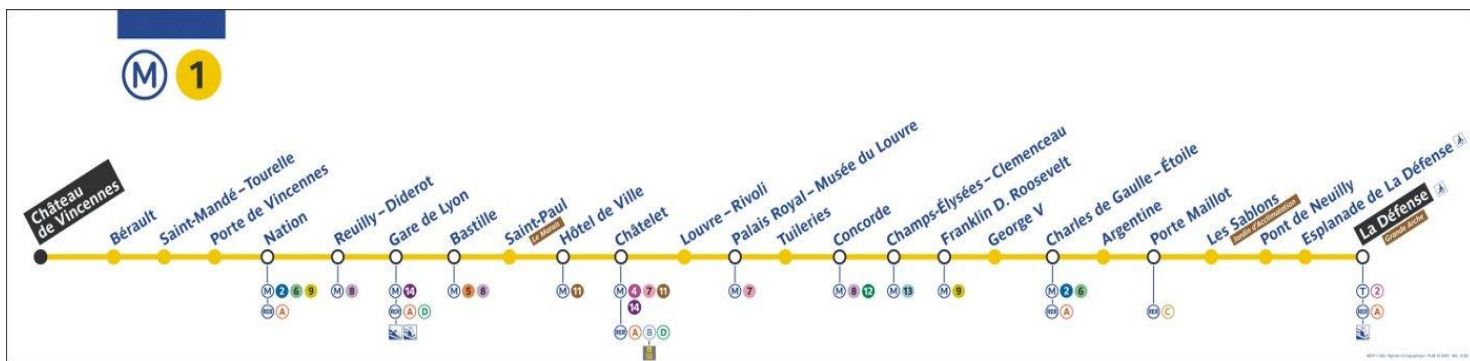 M 1
Château
de Vincennes
Bérault
Saint-Mandé – Tourelle
Porte de Vincennes
Nation
M 2 6 9
RER A
Reuilly – Diderot
M 8
Gare de Lyon
M 14
RER A D
Bastille
M 5 8
Saint-Paul
Le Marais
Hôtel de Ville
M 11
Châtelet
M 4 7 11
14
RER A B D
Louvre – Rivoli
Palais Royal – Musée du Louvre
M 7
Tuileries
Concorde
M 8 12
Champs-Élysées – Clemenceau
M 13
Franklin D. Roosevelt
M 9
George V
Charles de Gaulle – Étoile
M 2 6
RER A
Argentine
Porte Maillot
RER C
Les Sablons
Jardin d'Acclimatation
Pont de Neuilly
Esplanade de La Défense
La Défense
Grande Arche
T 2
RER A